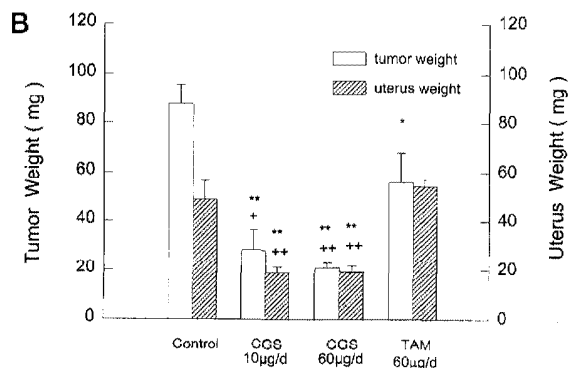 B
Tumor Weight ( mg )
120
100
80
60
40
20
0
tumor weight
uterus weight
**
+
**
++
**
++
**
++
*
120
100
80
60
40
20
0
Uterus Weight ( mg )
Control
CGS
10µg/d
CGS
60µg/d
TAM
60µg/d